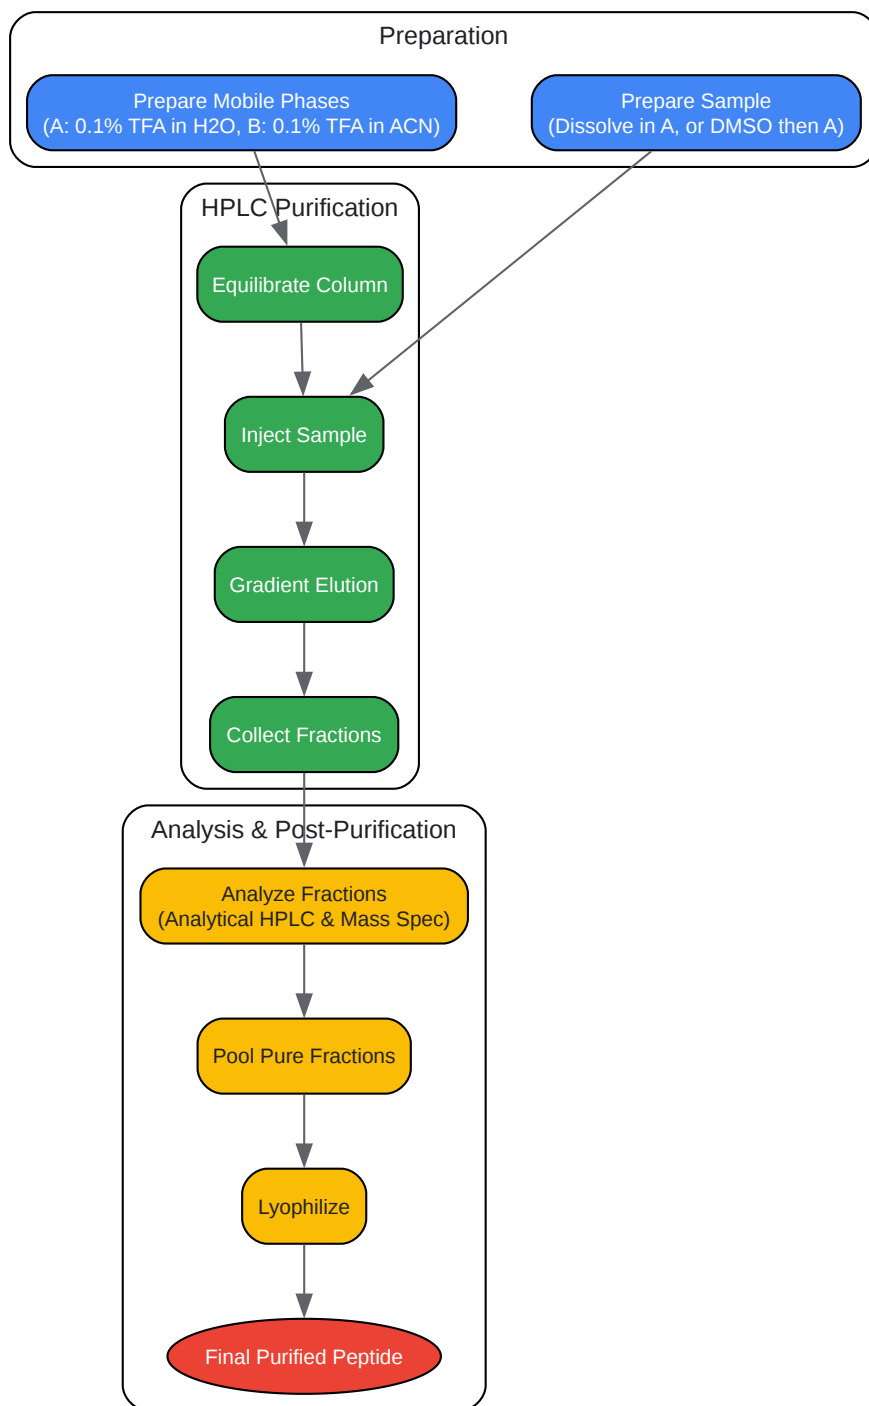 Preparation
Prepare Mobile Phases
(A: 0.1% TFA in H2O, B: 0.1% TFA in ACN)
Prepare Sample
(Dissolve in A, or DMSO then A)
HPLC Purification
Equilibrate Column
Inject Sample
Gradient Elution
Collect Fractions
Analysis & Post-Purification
Analyze Fractions
(Analytical HPLC & Mass Spec)
Pool Pure Fractions
Lyophilize
Final Purified Peptide